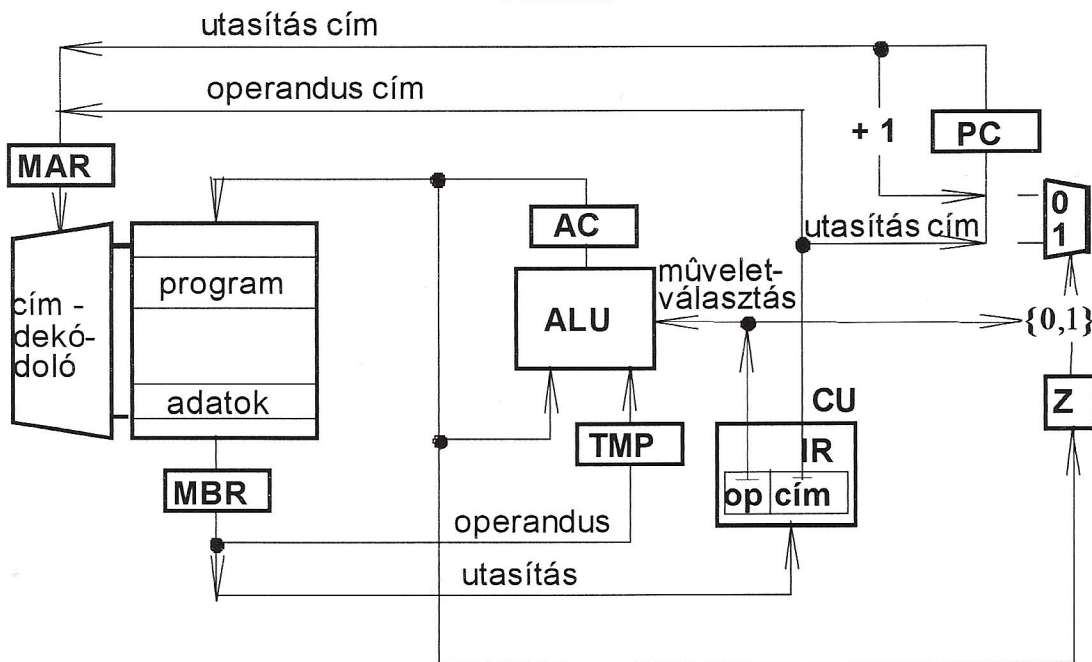 utasítás cím
operandus cím
+ 1
PC
MAR
0
1
AC
utasítás cím
mûvelet-
választás
program
cím -
dekó-
doló
ALU
{0,1}
adatok
CU
Z
TMP
IR
MBR
op
cím
operandus
utasítás